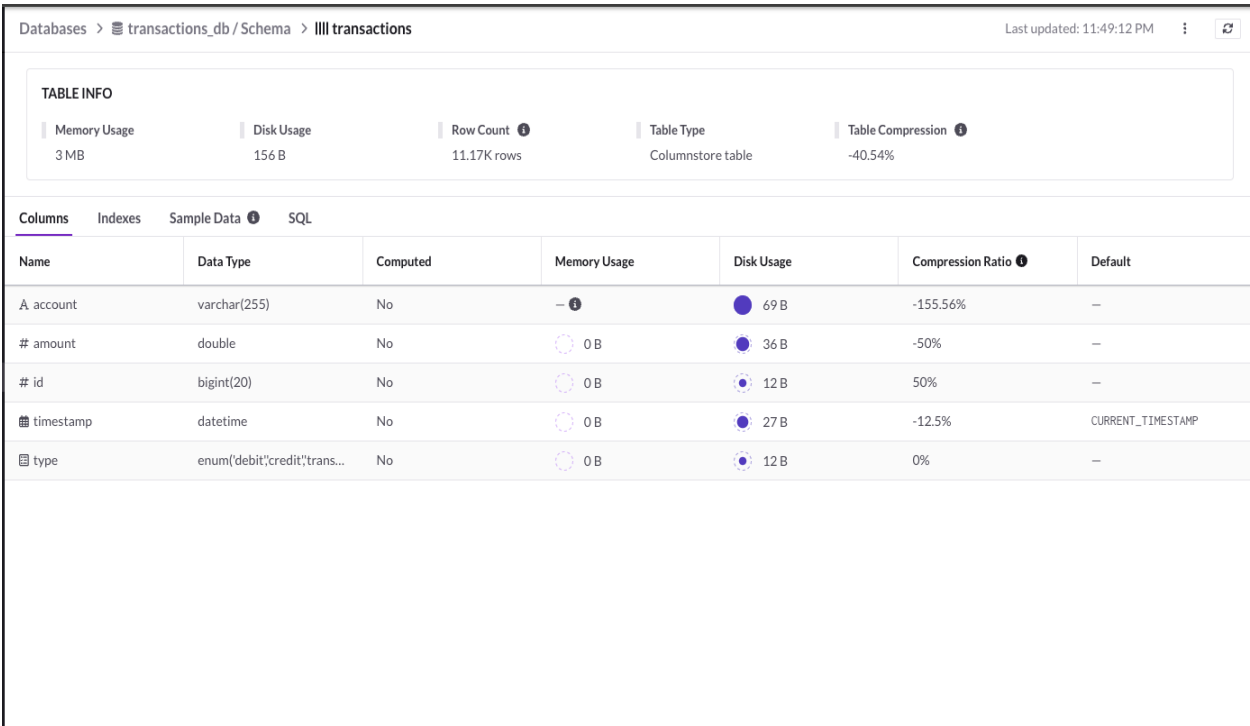 Databases > transactions_db / Schema > transactions Last updated: 11:49:12 PM
TABLE INFO
Memory Usage Disk Usage Row Count Table Type Table Compression
3 MB 156 B 11.17K rows Columnstore table -40.54%
Columns Indexes Sample Data SQL
Name Data Type Computed Memory Usage Disk Usage Compression Ratio Default
A account varchar(255) No – 69 B -155.56% –
# amount double No 0 B 36 B -50% –
# id bigint(20) No 0 B 12 B 50% –
timestamp datetime No 0 B 27 B -12.5% CURRENT_TIMESTAMP
type enum('debit','credit','trans... No 0 B 12 B 0% –